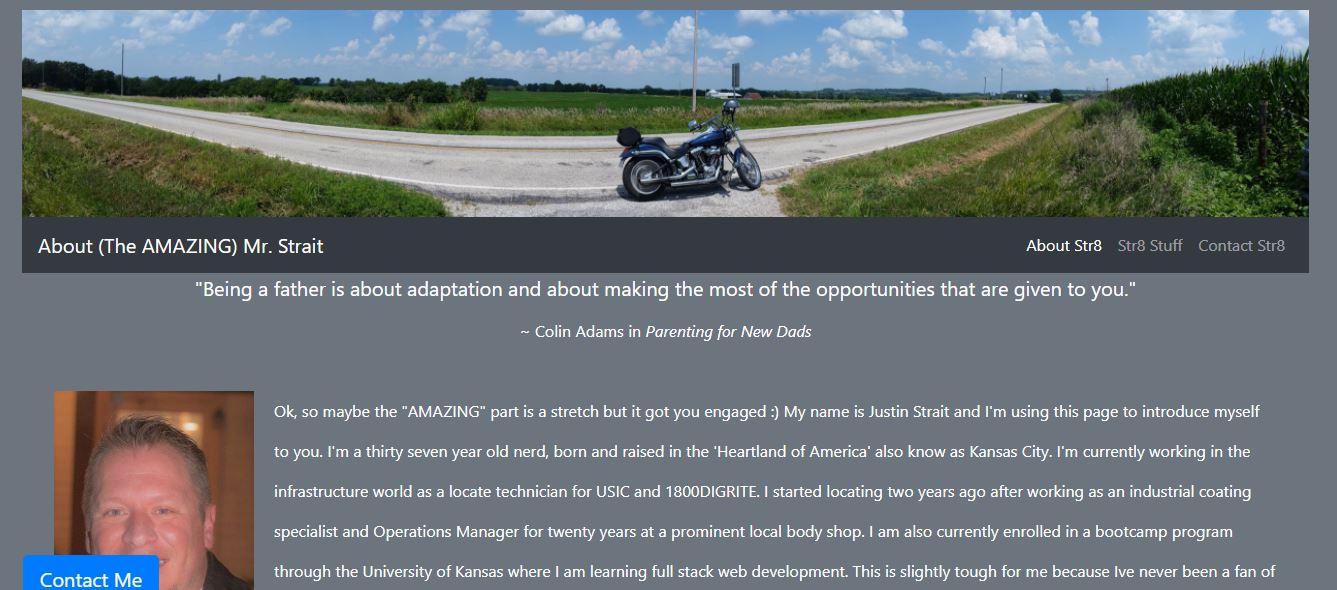 About (The AMAZING) Mr. Strait
About Str8 Str8 Stuff Contact Str8
"Being a father is about adaptation and about making the most of the opportunities that are given to you."
~ Colin Adams in Parenting for New Dads
Ok, so maybe the "AMAZING" part is a stretch but it got you engaged :) My name is Justin Strait and I'm using this page to introduce myself
to you. I'm a thirty seven year old nerd, born and raised in the 'Heartland of America' also know as Kansas City. I'm currently working in the
infrastructure world as a locate technician for USIC and 1800DIGRITE. I started locating two years ago after working as an industrial coating
specialist and Operations Manager for twenty years at a prominent local body shop. I am also currently enrolled in a bootcamp program
through the University of Kansas where I am learning full stack web development. This is slightly tough for me because Ive never been a fan of
Contact Me